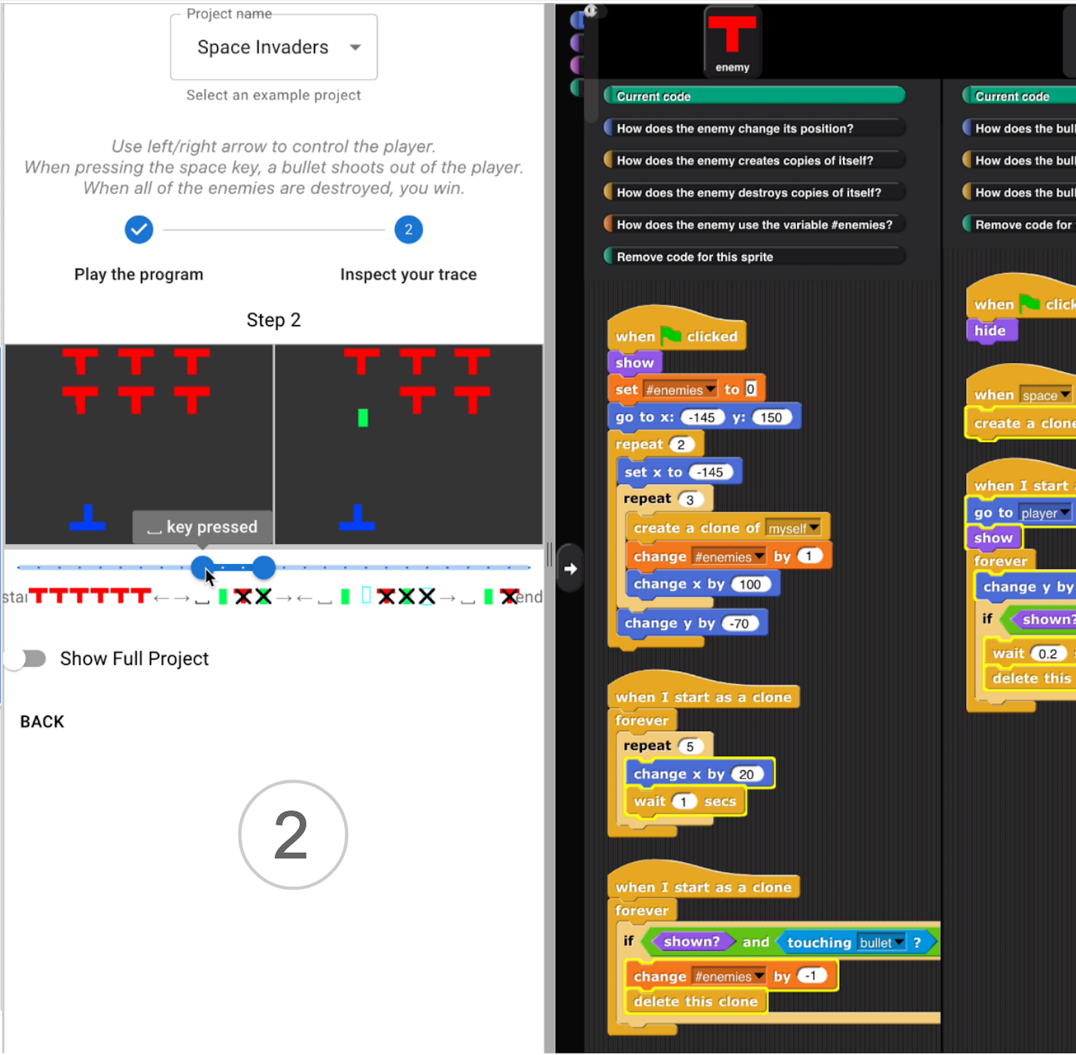 Project name
Space Invaders
Select an example project
Use left/right arrow to control the player.
When pressing the space key, a bullet shoots out of the player.
When all of the enemies are destroyed, you win.
2
Play the program
Inspect your trace
Step 2
⎵ key pressed
star
end
Show Full Project
BACK
2
enemy
Current code
How does the enemy change its position?
How does the enemy creates copies of itself?
How does the enemy destroys copies of itself?
How does the enemy use the variable #enemies?
Remove code for this sprite
when clicked
show
set #enemies to 0
go to x: -145 y: 150
repeat 2
set x to -145
repeat 3
create a clone of myself
change #enemies by 1
change x by 100
change y by -70
when I start as a clone
forever
repeat 5
change x by 20
wait 1 secs
when I start as a clone
forever
if shown? and touching bullet ?
change #enemies by -1
delete this clone
Current code
How does the bul
How does the bul
How does the bul
Remove code for
when click
hide
when space
create a clone
when I start a
go to player
show
forever
change y by
if shown?
wait 0.2 s
delete this